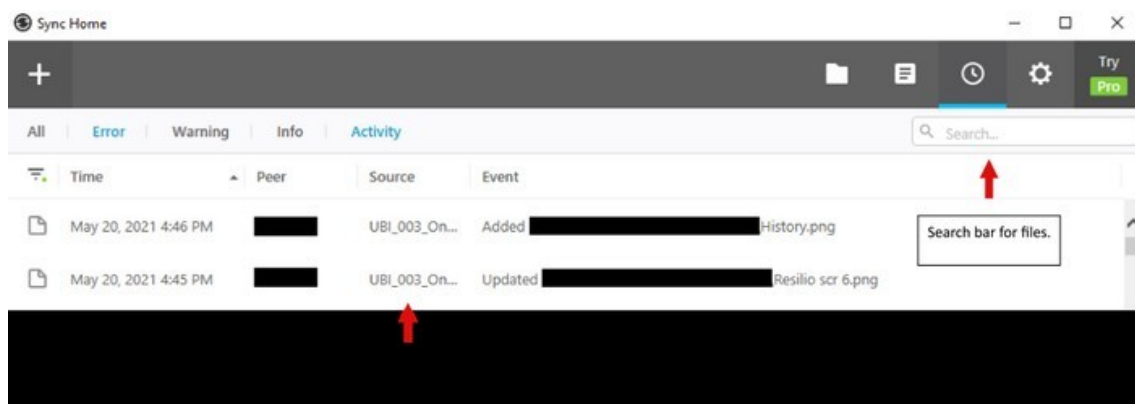 Sync Home
Try
Pro
All Error Warning Info Activity Search...
Time Peer Source Event
May 20, 2021 4:46 PM UBI_003_On... Added History.png
Search bar for files.
May 20, 2021 4:45 PM UBI_003_On... Updated Resilio scr 6.png